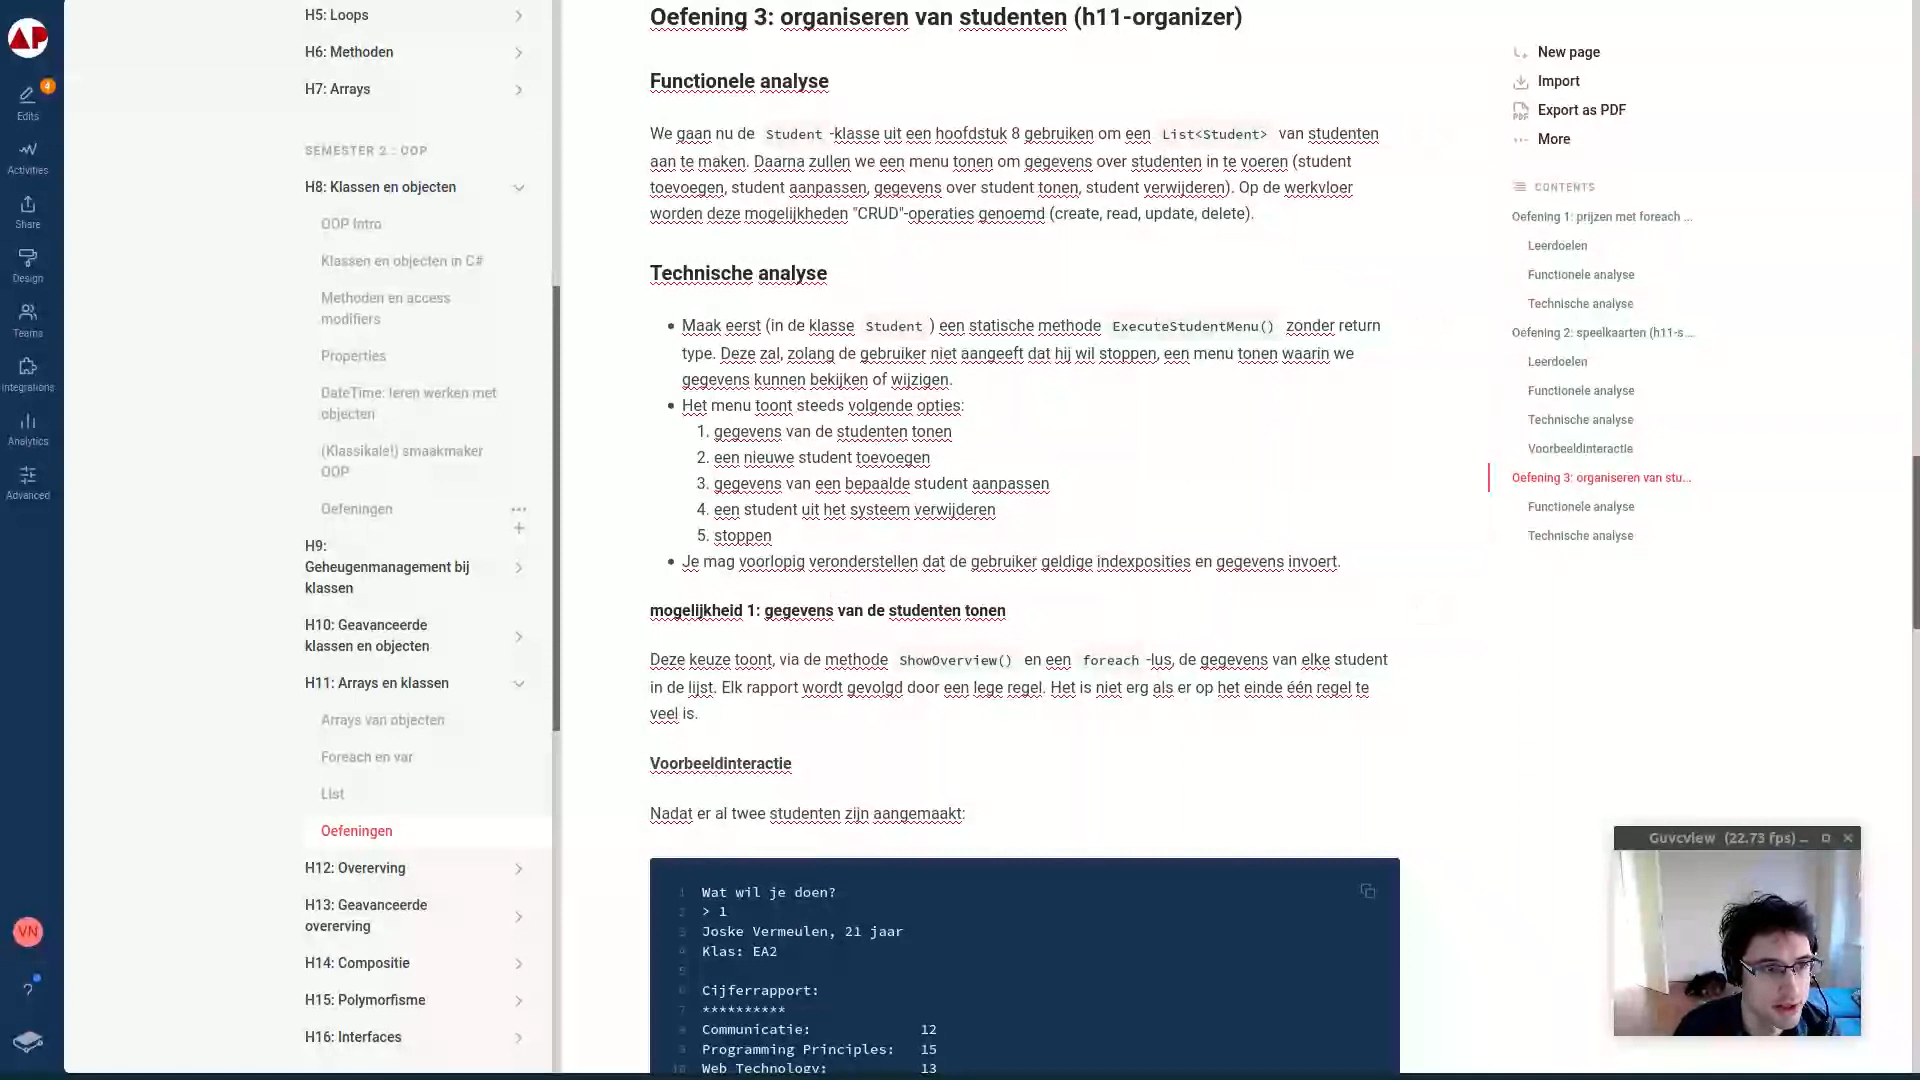 AP
4
Edits
Activities
Share
Design
Teams
Integrations
Analytics
Advanced
VN
?
H5: Loops
H6: Methoden
H7: Arrays
SEMESTER 2 : OOP
H8: Klassen en objecten
OOP Intro
Klassen en objecten in C#
Methoden en access
modifiers
Properties
DateTime: leren werken met
objecten
(Klassikale!) smaakmaker
OOP
Oefeningen
H9:
Geheugenmanagement bij
klassen
H10: Geavanceerde
klassen en objecten
H11: Arrays en klassen
Arrays van objecten
Foreach en var
List
Oefeningen
H12: Overerving
H13: Geavanceerde
overerving
H14: Compositie
H15: Polymorfisme
H16: Interfaces
Oefening 3: organiseren van studenten (h11-organizer)
Functionele analyse
We gaan nu de Student -klasse uit een hoofdstuk 8 gebruiken om een List<Student> van studenten
aan te maken. Daarna zullen we een menu tonen om gegevens over studenten in te voeren (student
toevoegen, student aanpassen, gegevens over student tonen, student verwijderen). Op de werkvloer
worden deze mogelijkheden "CRUD"-operaties genoemd (create, read, update, delete).
Technische analyse
• Maak eerst (in de klasse Student ) een statische methode ExecuteStudentMenu() zonder return
type. Deze zal, zolang de gebruiker niet aangeeft dat hij wil stoppen, een menu tonen waarin we
gegevens kunnen bekijken of wijzigen.
• Het menu toont steeds volgende opties:
1. gegevens van de studenten tonen
2. een nieuwe student toevoegen
3. gegevens van een bepaalde student aanpassen
4. een student uit het systeem verwijderen
5. stoppen
• Je mag voorlopig veronderstellen dat de gebruiker geldige indexposities en gegevens invoert.
mogelijkheid 1: gegevens van de studenten tonen
Deze keuze toont, via de methode ShowOverview() en een foreach -lus, de gegevens van elke student
in de lijst. Elk rapport wordt gevolgd door een lege regel. Het is niet erg als er op het einde één regel te
veel is.
Voorbeeldinteractie
Nadat er al twee studenten zijn aangemaakt:
1 Wat wil je doen?
2 > 1
3 Joske Vermeulen, 21 jaar
4 Klas: EA2
5
6 Cijferrapport:
7 **********
8 Communicatie: 12
9 Programming Principles: 15
10 Web Technology: 13
New page
Import
Export as PDF
More
CONTENTS
Oefening 1: prijzen met foreach ...
Leerdoelen
Functionele analyse
Technische analyse
Oefening 2: speelkaarten (h11-s...
Leerdoelen
Functionele analyse
Technische analyse
Voorbeeldinteractie
Oefening 3: organiseren van stu...
Functionele analyse
Technische analyse
Guvcview (22.73 fps)